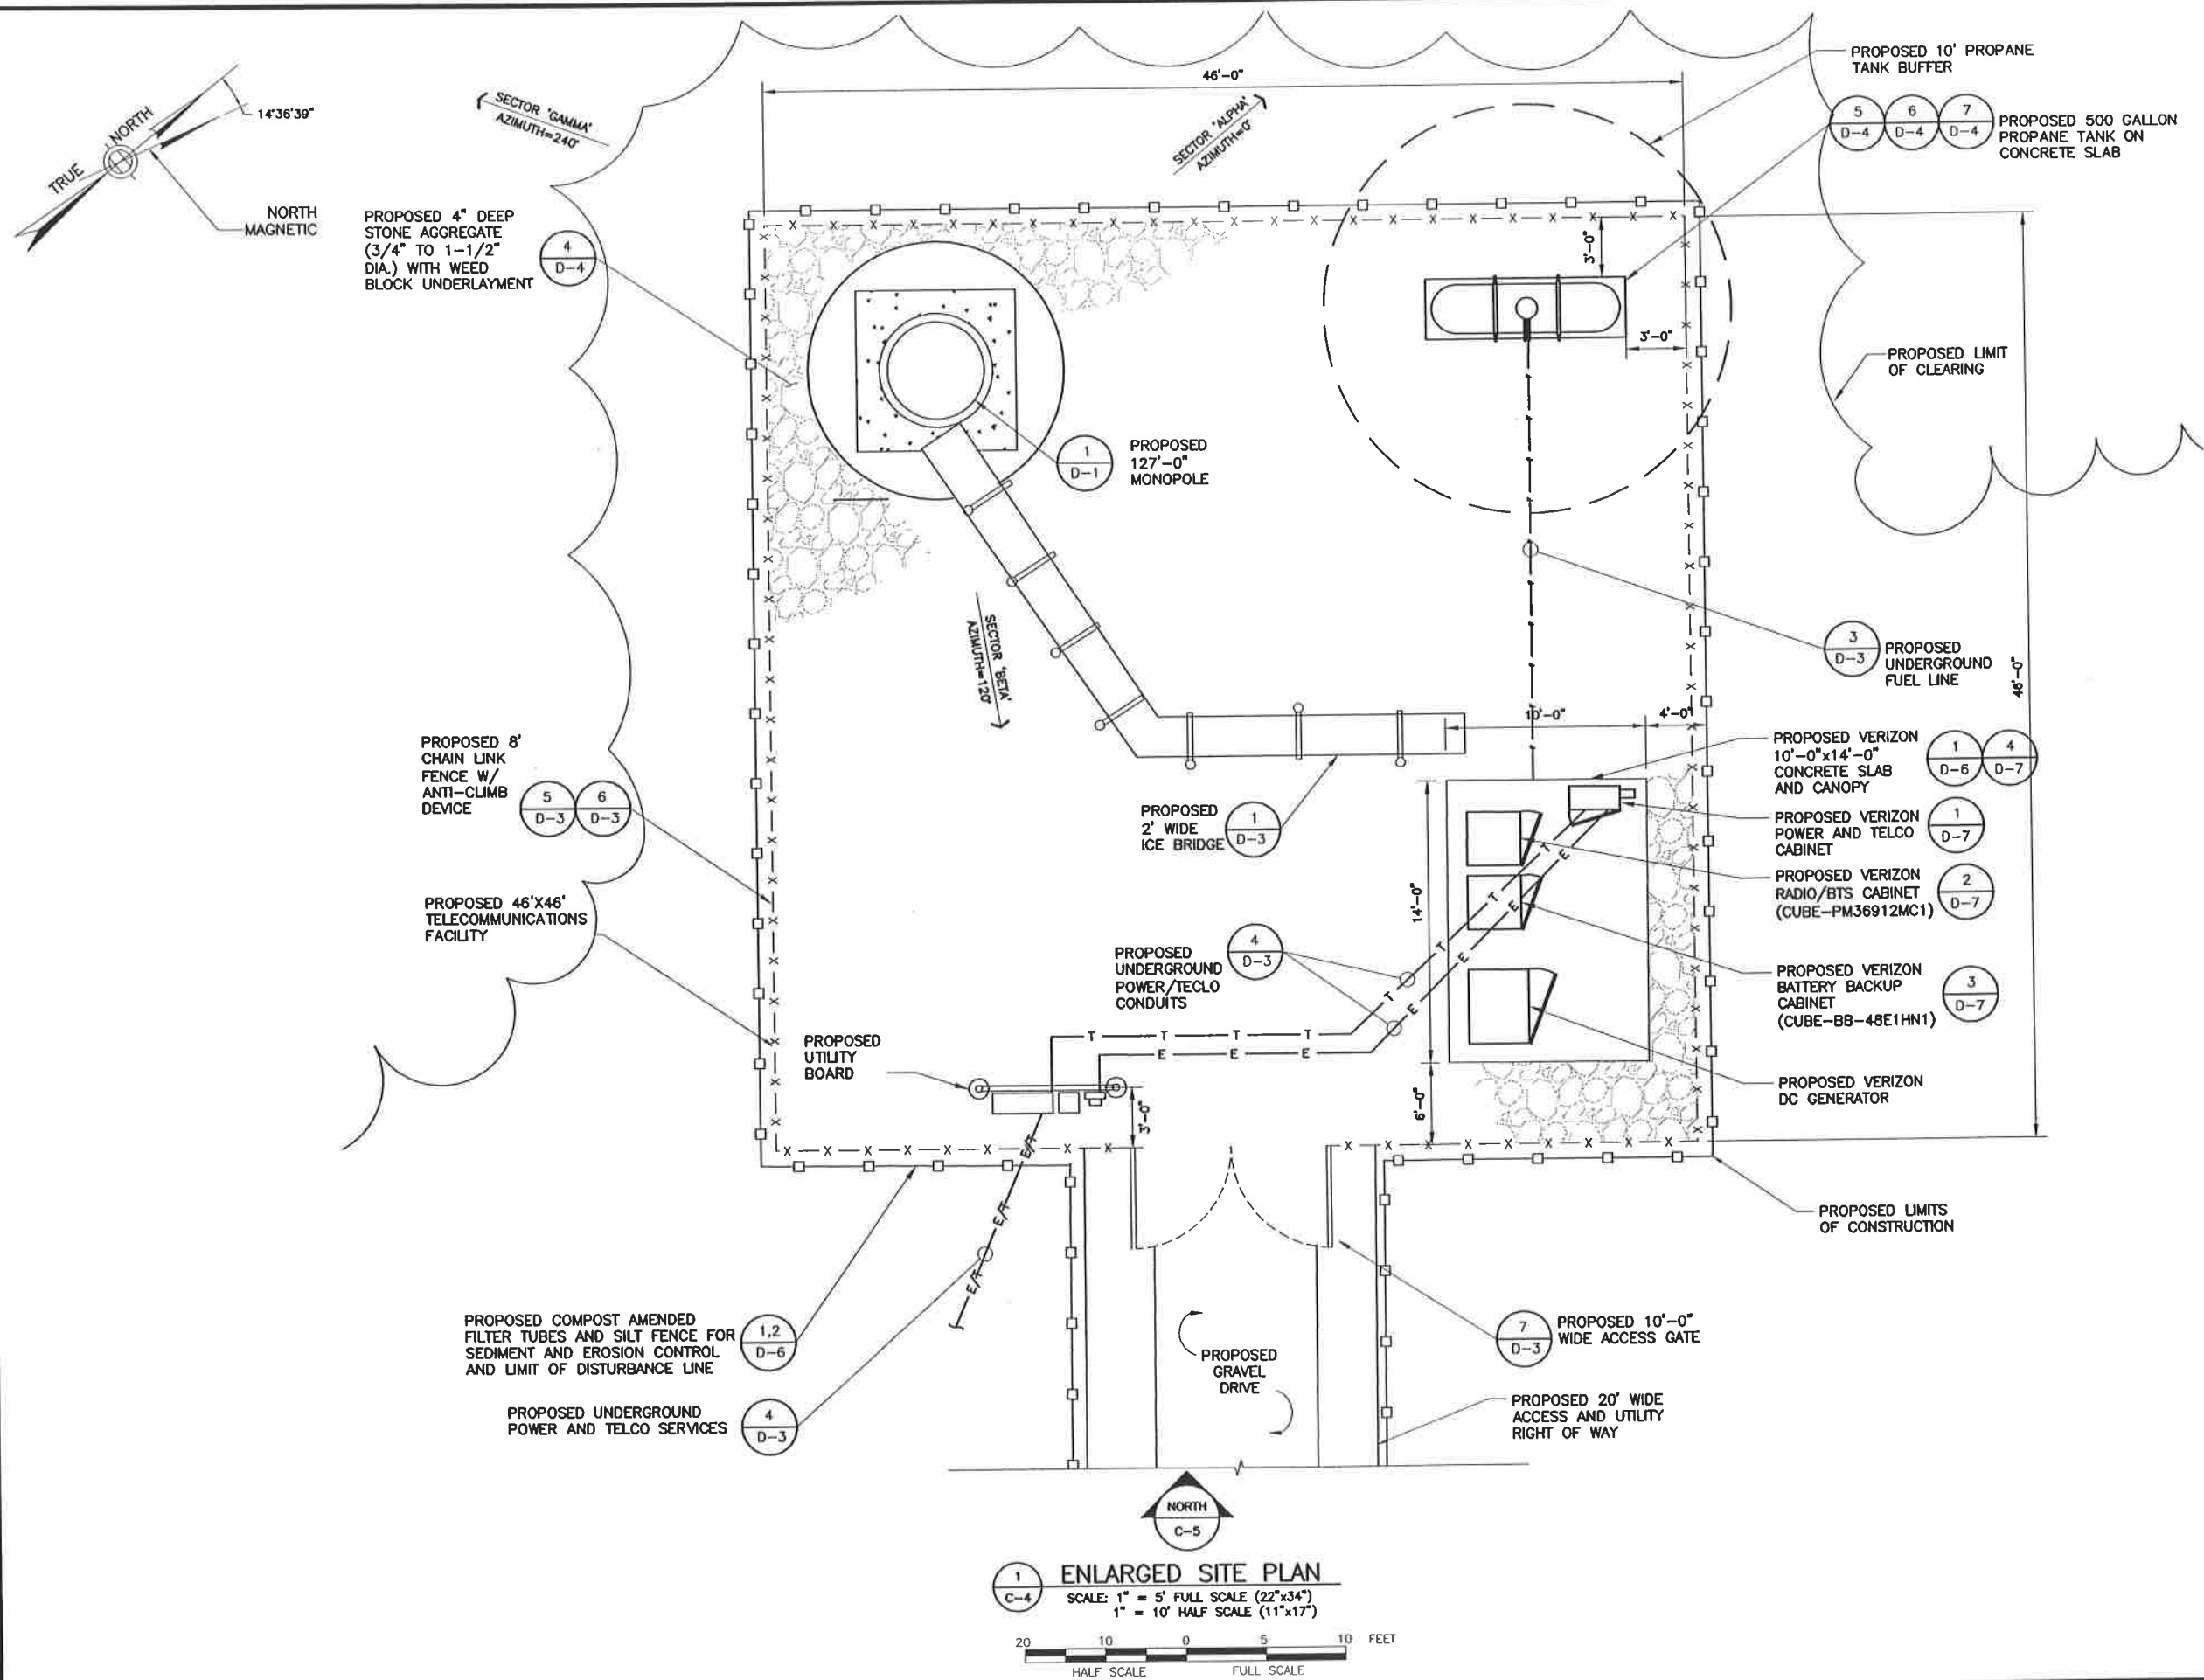 PROPOSED 10' PROPANE
TANK BUFFER
46'-0"
5
D-4
6
D-4
7
D-4
PROPOSED 500 GALLON
PROPANE TANK ON
CONCRETE SLAB
14°36'39"
TRUE NORTH
NORTH
MAGNETIC
SECTOR 'GAMMA'
AZIMUTH=240°
SECTOR 'ALPHA'
AZIMUTH=0°
PROPOSED 4" DEEP
STONE AGGREGATE
(3/4" TO 1-1/2"
DIA.) WITH WEED
BLOCK UNDERLAYMENT
4
D-4
3'-0"
3'-0"
PROPOSED LIMIT
OF CLEARING
1
D-1
PROPOSED
127'-0"
MONOPOLE
SECTOR 'BETA'
AZIMUTH=120°
3
D-3
PROPOSED
UNDERGROUND
FUEL LINE
46'-0"
10'-0"
4'-0"
PROPOSED 8'
CHAIN LINK
FENCE W/
ANTI-CLIMB
DEVICE
5
D-3
6
D-3
PROPOSED VERIZON
10'-0"x14'-0"
CONCRETE SLAB
AND CANOPY
1
D-6
4
D-7
PROPOSED
2' WIDE
ICE BRIDGE
1
D-3
PROPOSED VERIZON
POWER AND TELCO
CABINET
1
D-7
PROPOSED VERIZON
RADIO/BTS CABINET
(CUBE-PM36912MC1)
2
D-7
14'-0"
PROPOSED 46'X46'
TELECOMMUNICATIONS
FACILITY
PROPOSED
UNDERGROUND
POWER/TECLO
CONDUITS
4
D-3
PROPOSED VERIZON
BATTERY BACKUP
CABINET
(CUBE-BB-48E1HN1)
3
D-7
PROPOSED
UTILITY
BOARD
T T T T T T T
E E E E E E E
PROPOSED VERIZON
DC GENERATOR
3'-0"
6'-0"
E/T
E/T
E/T
PROPOSED LIMITS
OF CONSTRUCTION
PROPOSED COMPOST AMENDED
FILTER TUBES AND SILT FENCE FOR
SEDIMENT AND EROSION CONTROL
AND LIMIT OF DISTURBANCE LINE
1,2
D-6
7
D-3
PROPOSED 10'-0"
WIDE ACCESS GATE
PROPOSED
GRAVEL
DRIVE
PROPOSED UNDERGROUND
POWER AND TELCO SERVICES
4
D-3
PROPOSED 20' WIDE
ACCESS AND UTILITY
RIGHT OF WAY
NORTH
C-5
1
C-4
ENLARGED SITE PLAN
SCALE: 1" = 5' FULL SCALE (22"x34")
1" = 10' HALF SCALE (11"x17")
20 10 0 5 10 FEET
HALF SCALE FULL SCALE